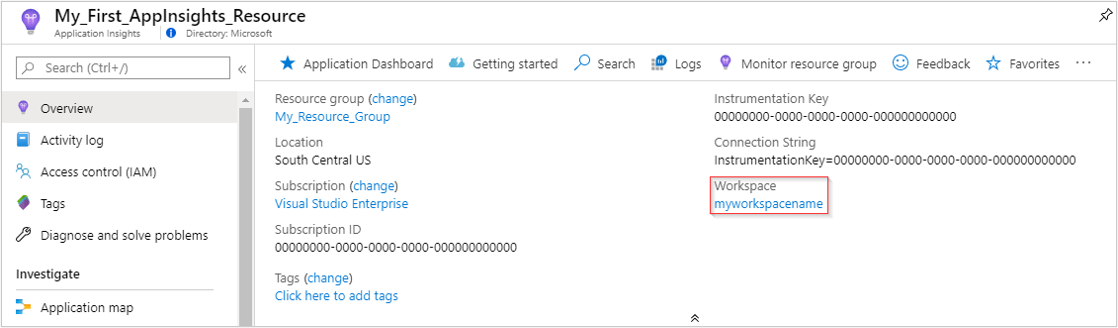 My_First_AppInsights_Resource
Application Insights
Directory: Microsoft
Search (Ctrl+/)
«
Overview
Activity log
Access control (IAM)
Tags
Diagnose and solve problems
Investigate
Application map
Application Dashboard
Getting started
Search
Logs
Monitor resource group
Feedback
Favorites
···
Resource group (change)
My_Resource_Group
Location
South Central US
Subscription (change)
Visual Studio Enterprise
Subscription ID
00000000-0000-0000-0000-000000000000
Tags (change)
Click here to add tags
Instrumentation Key
00000000-0000-0000-0000-000000000000
Connection String
InstrumentationKey=00000000-0000-0000-0000-000000000000
Workspace
myworkspacename